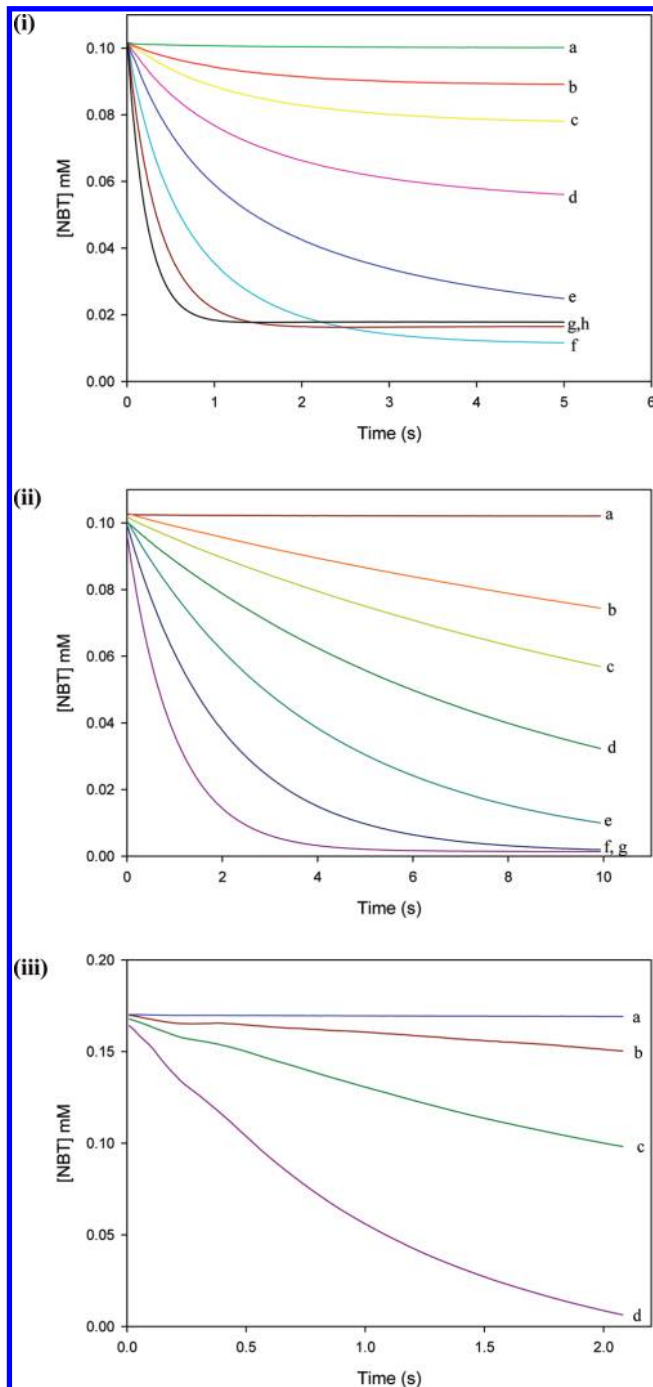 (i)
0.10
0.08
0.06
0.04
0.02
0.00
[NBT] mM
a
b
c
d
e
g,h
f
0 1 2 3 4 5 6
Time (s)
(ii)
0.10
0.08
0.06
0.04
0.02
0.00
[NBT] mM
a
b
c
d
e
f, g
0 2 4 6 8 10
Time (s)
(iii)
0.20
0.15
0.10
0.05
0.00
[NBT] mM
a
b
c
d
0.0 0.5 1.0 1.5 2.0
Time (s)